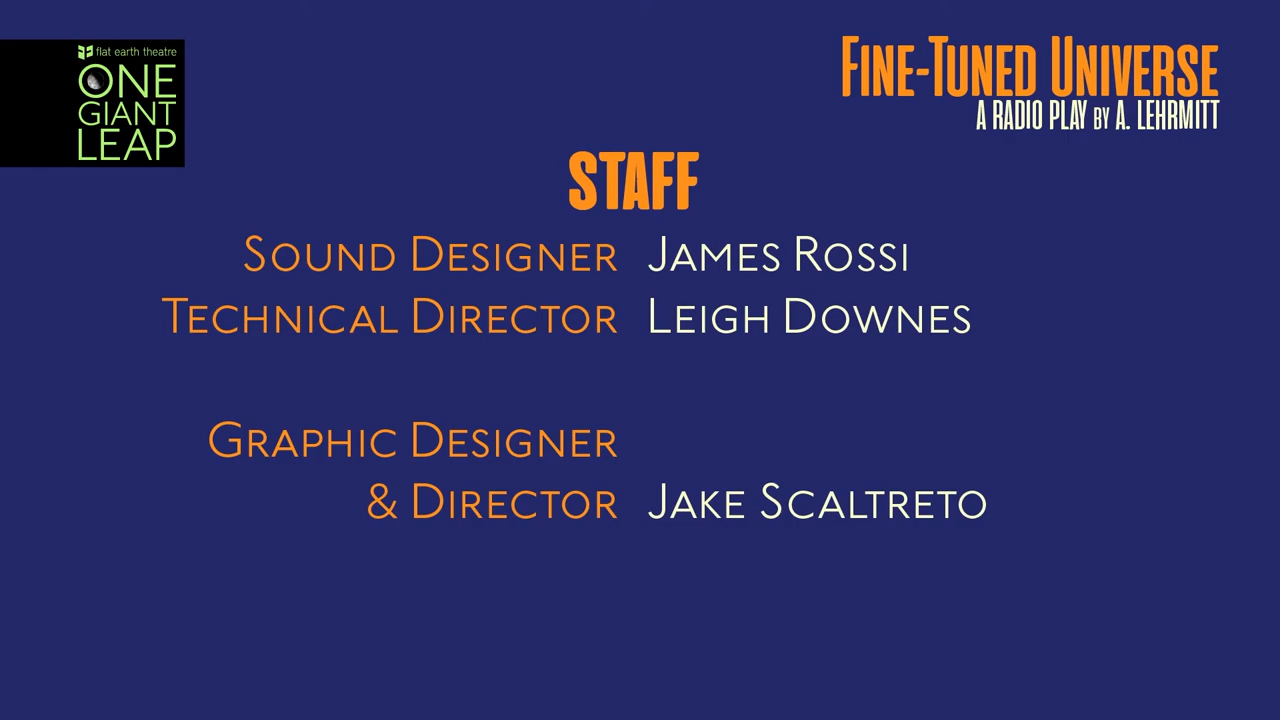 flat earth theatre
ONE
GIANT
LEAP
FINE-TUNED UNIVERSE
A RADIO PLAY BY A. LEHRMITT
STAFF
SOUND DESIGNER JAMES ROSSI
TECHNICAL DIRECTOR LEIGH DOWNES
GRAPHIC DESIGNER
& DIRECTOR JAKE SCALTRETO